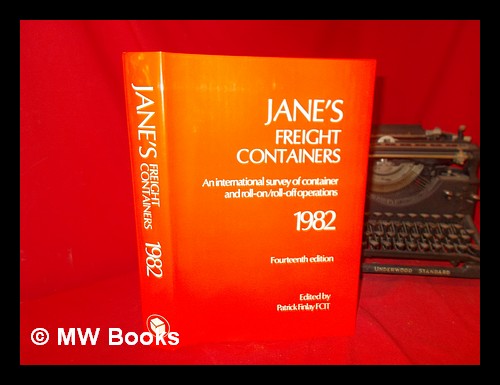 JANE'S
FREIGHT
CONTAINERS
1982
JANE'S
FREIGHT
CONTAINERS
An international survey of container
and roll-on/roll-off operations
1982
Fourteenth edition
Edited by
Patrick Finlay FCIT
UNDERWOOD STANDARD
© MW Books